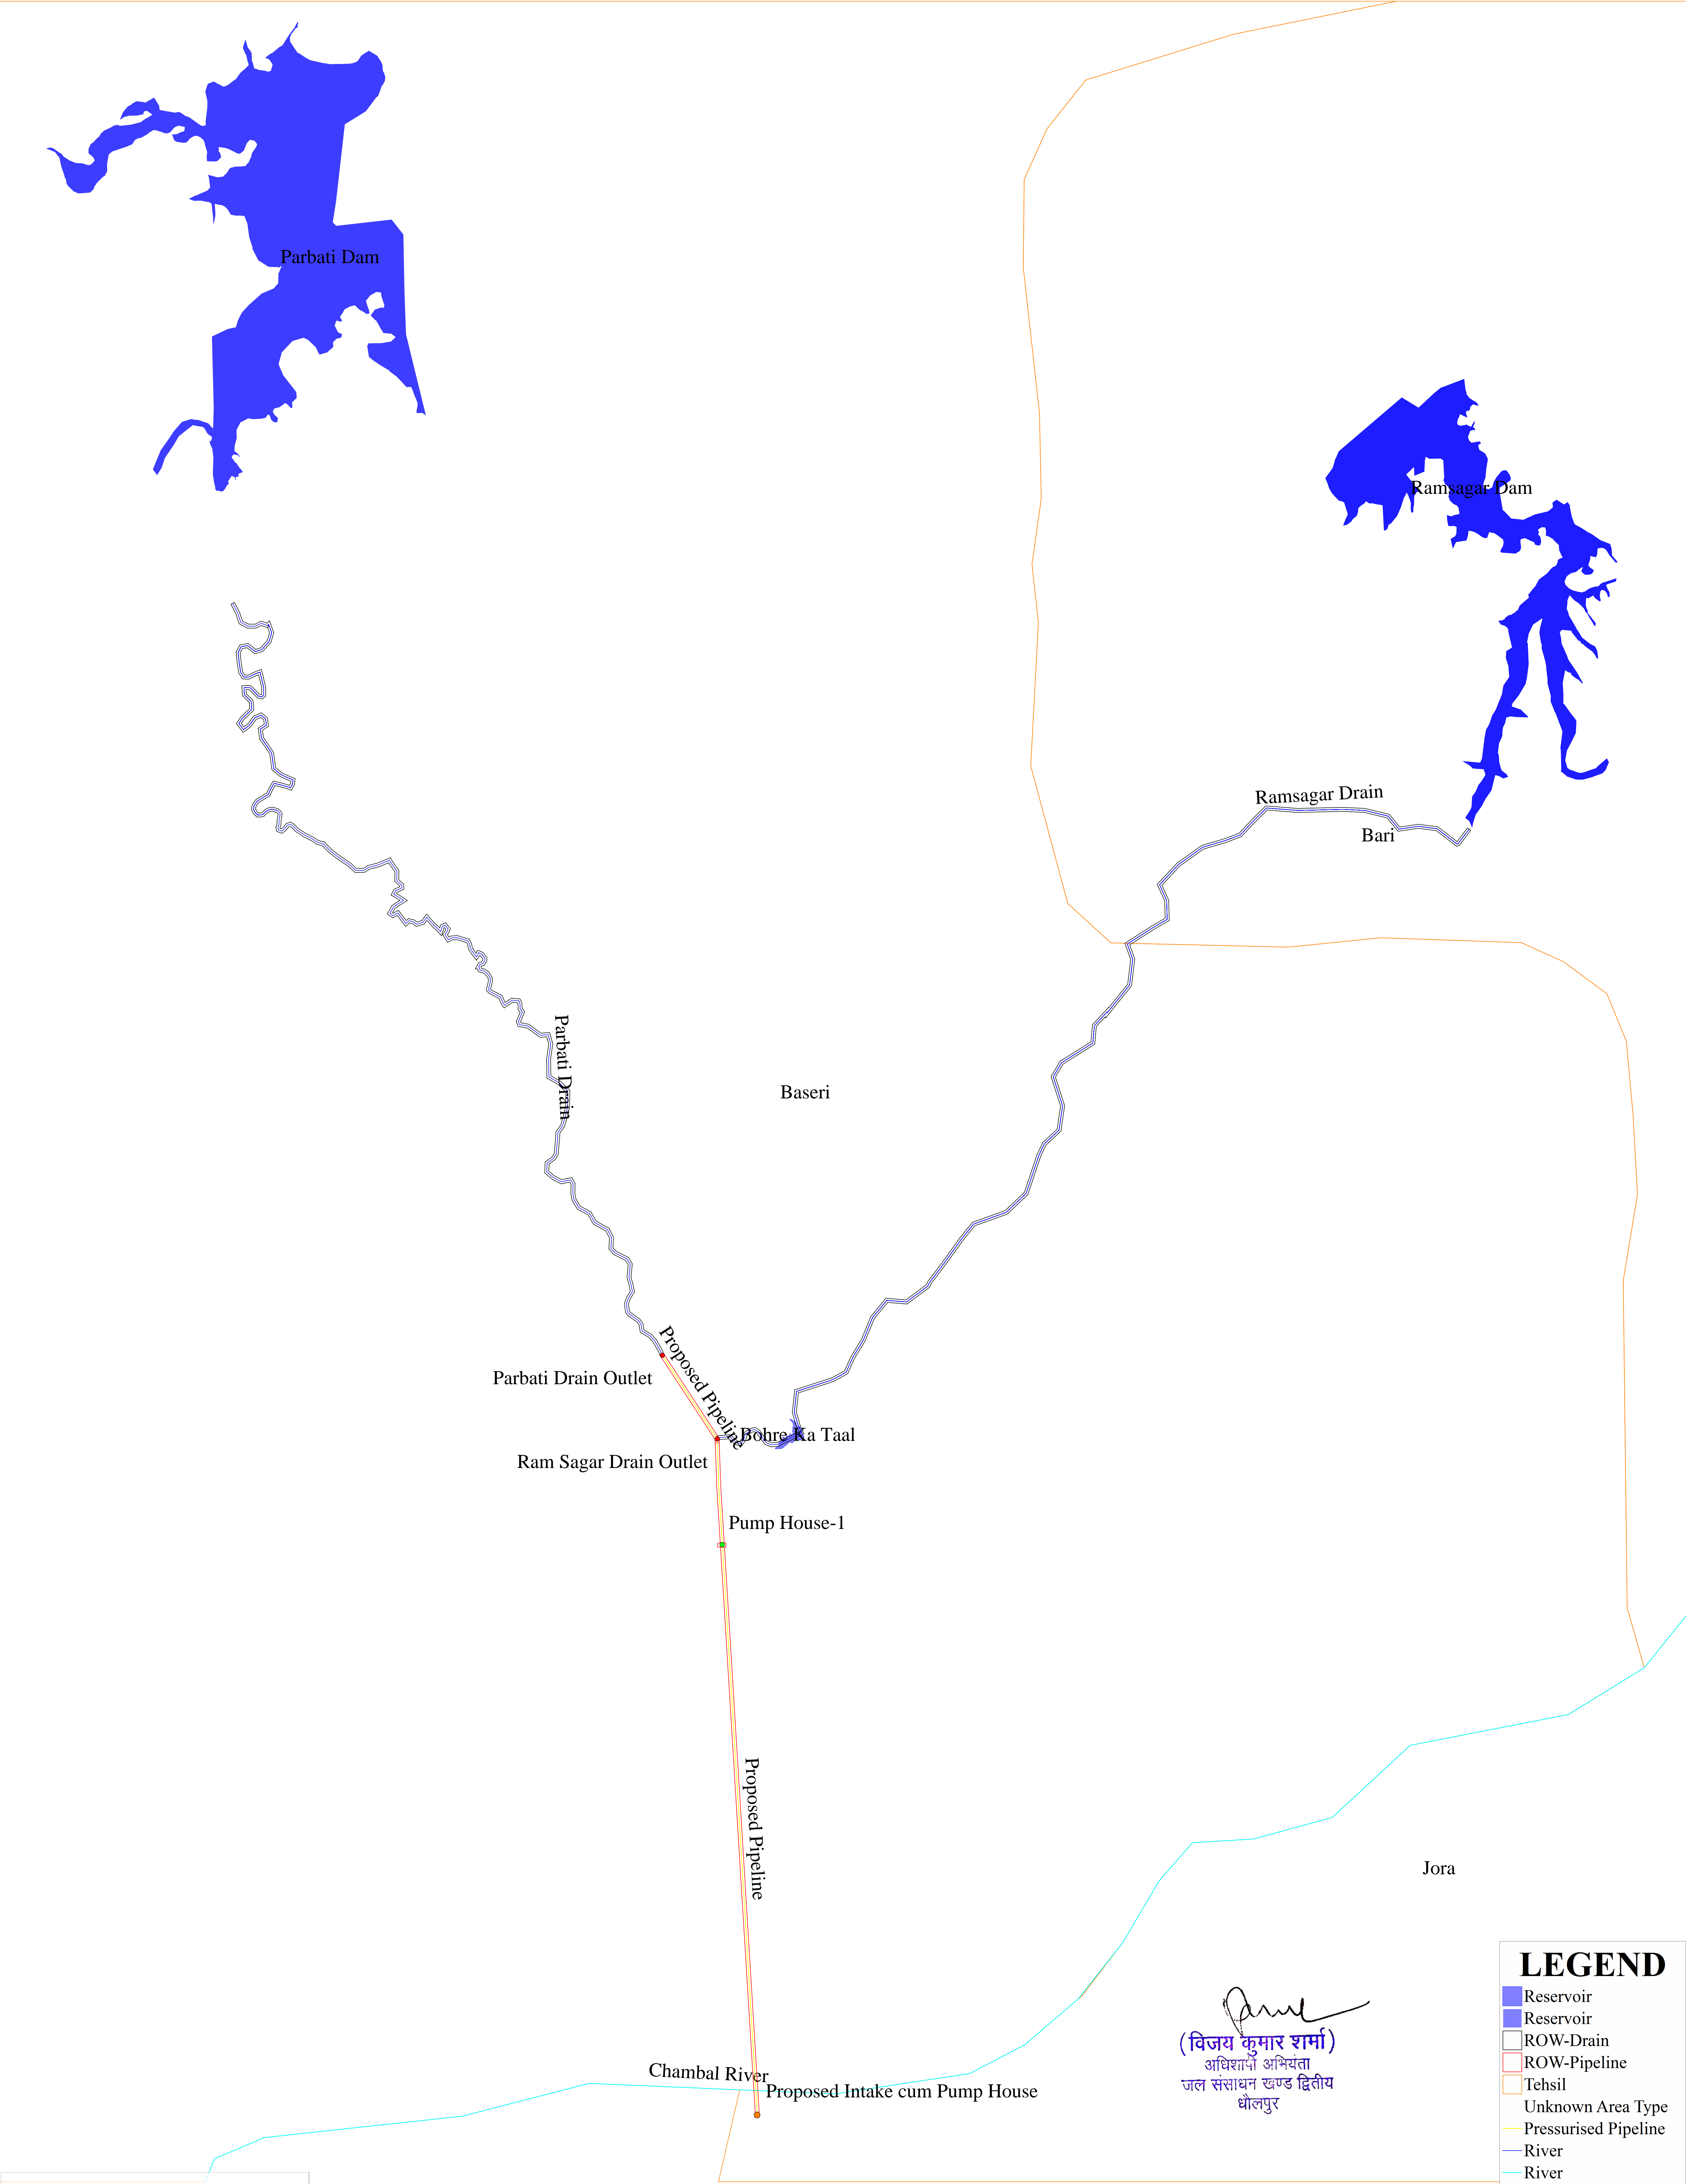 Parbati Dam
Ramsagar Dam
Ramsagar Drain
Bari
Parbati Drain
Baseri
Proposed Pipeline
Parbati Drain Outlet
Bohre Ka Taal
Ram Sagar Drain Outlet
Pump House-1
Proposed Pipeline
Jora
Chambal River
Proposed Intake cum Pump House
(विजय कुमार शर्मा)
अधिशाषी अभियंता
जल संसाधन खण्ड द्वितीय
धौलपुर
LEGEND
Reservoir
Reservoir
ROW-Drain
ROW-Pipeline
Tehsil
Unknown Area Type
Pressurised Pipeline
River
River